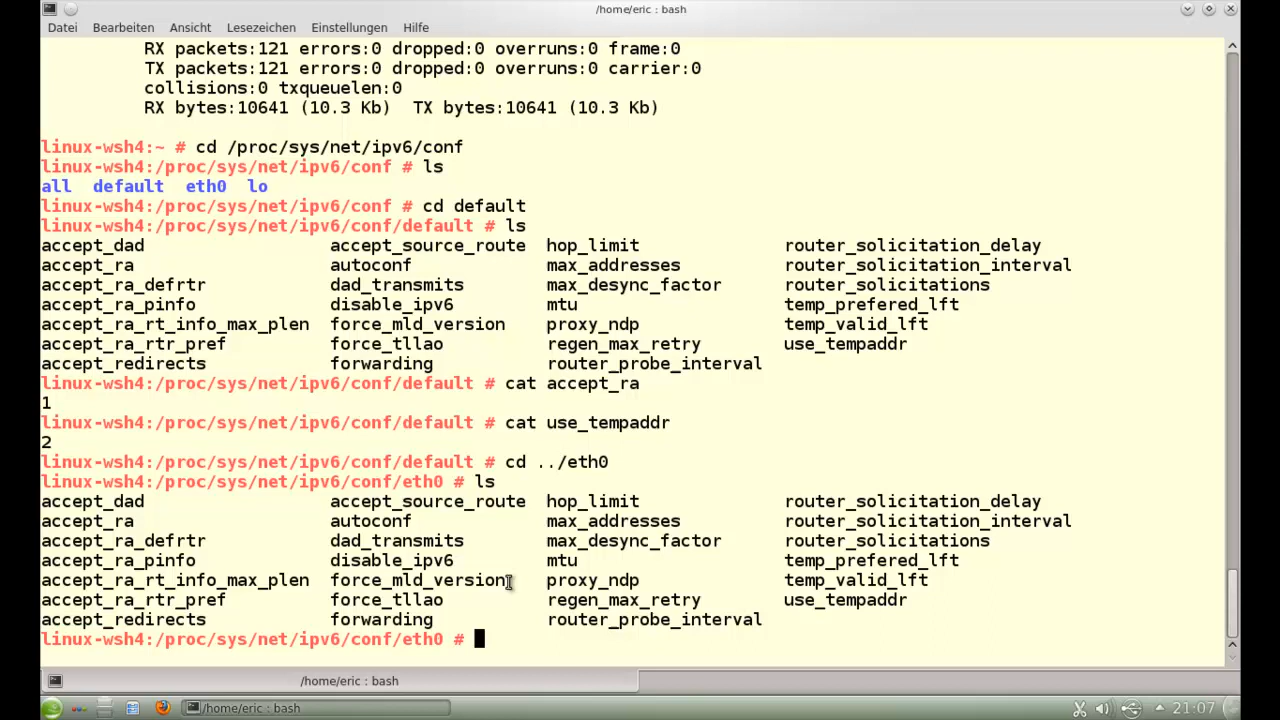 /home/eric : bash
Datei Bearbeiten Ansicht Lesezeichen Einstellungen Hilfe
RX packets:121 errors:0 dropped:0 overruns:0 frame:0
TX packets:121 errors:0 dropped:0 overruns:0 carrier:0
collisions:0 txqueuelen:0
RX bytes:10641 (10.3 Kb)  TX bytes:10641 (10.3 Kb)
linux-wsh4:~ # cd /proc/sys/net/ipv6/conf
linux-wsh4:/proc/sys/net/ipv6/conf # ls
all  default  eth0  lo
linux-wsh4:/proc/sys/net/ipv6/conf # cd default
linux-wsh4:/proc/sys/net/ipv6/conf/default # ls
accept_dad accept_source_route hop_limit router_solicitation_delay
accept_ra autoconf max_addresses router_solicitation_interval
accept_ra_defrtr dad_transmits max_desync_factor router_solicitations
accept_ra_pinfo disable_ipv6 mtu temp_prefered_lft
accept_ra_rt_info_max_plen force_mld_version proxy_ndp temp_valid_lft
accept_ra_rtr_pref force_tllao regen_max_retry use_tempaddr
accept_redirects forwarding router_probe_interval
linux-wsh4:/proc/sys/net/ipv6/conf/default # cat accept_ra
1
linux-wsh4:/proc/sys/net/ipv6/conf/default # cat use_tempaddr
2
linux-wsh4:/proc/sys/net/ipv6/conf/default # cd ../eth0
linux-wsh4:/proc/sys/net/ipv6/conf/eth0 # ls
accept_dad accept_source_route hop_limit router_solicitation_delay
accept_ra autoconf max_addresses router_solicitation_interval
accept_ra_defrtr dad_transmits max_desync_factor router_solicitations
accept_ra_pinfo disable_ipv6 mtu temp_prefered_lft
accept_ra_rt_info_max_plen force_mld_version proxy_ndp temp_valid_lft
accept_ra_rtr_pref force_tllao regen_max_retry use_tempaddr
accept_redirects forwarding router_probe_interval
linux-wsh4:/proc/sys/net/ipv6/conf/eth0 #
/home/eric : bash
/home/eric : bash 21:07